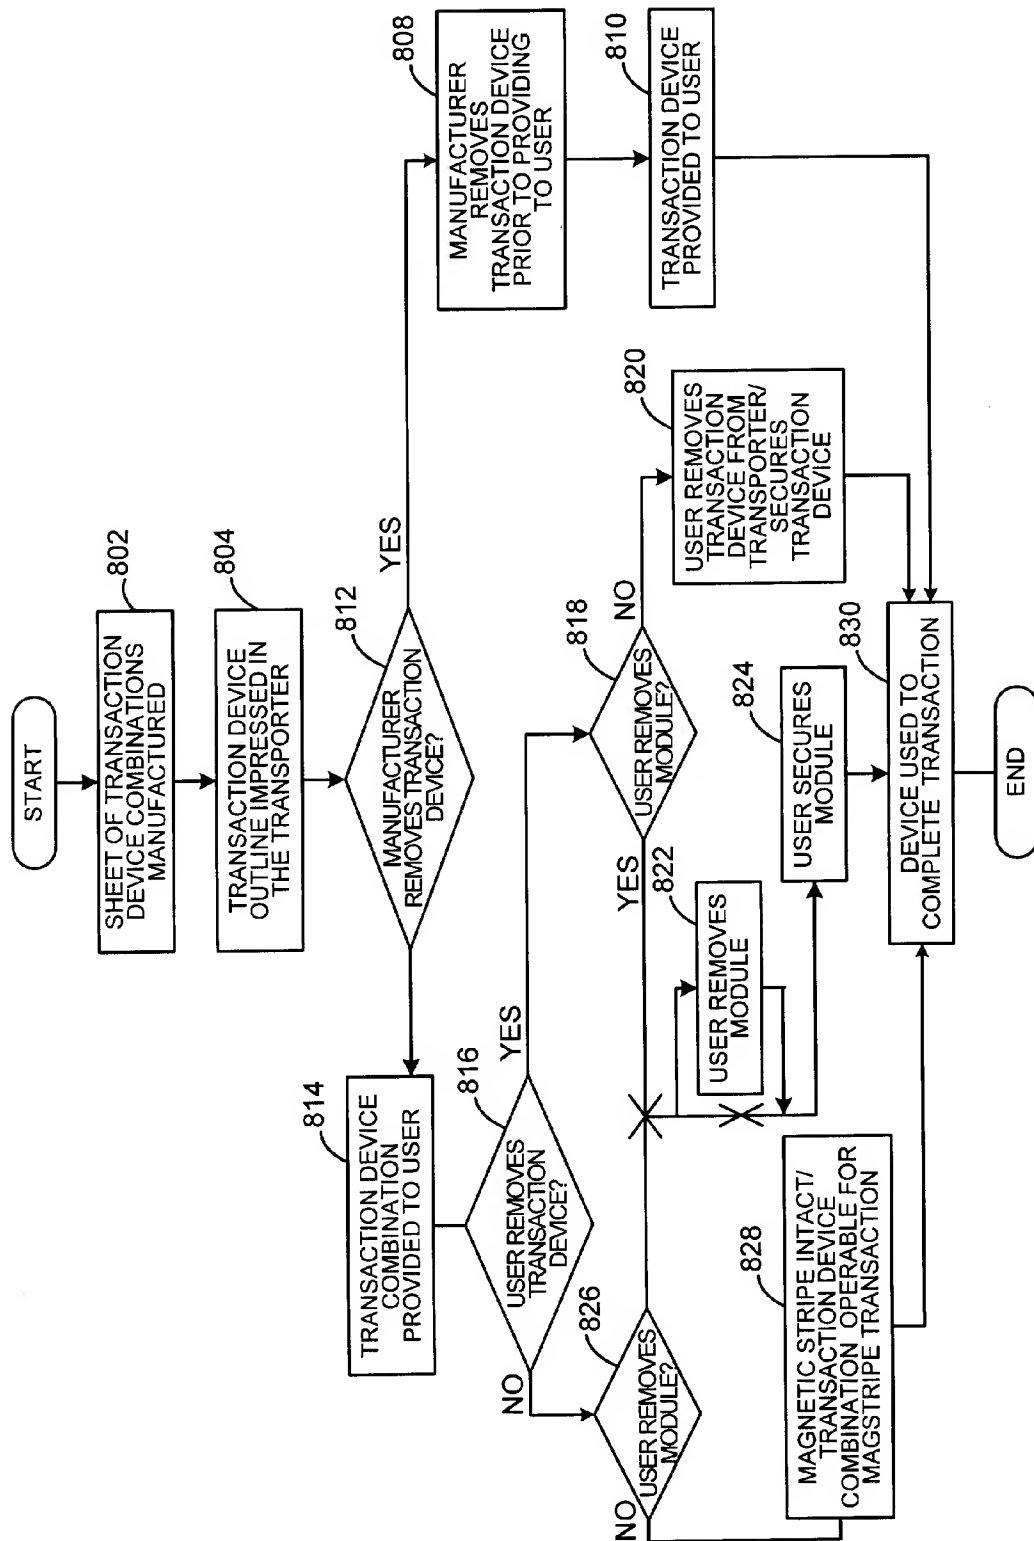 START
802
SHEET OF TRANSACTION
DEVICE COMBINATIONS
MANUFACTURED
804
TRANSACTION DEVICE
OUTLINE IMPRESSED IN
THE TRANSPORTER
812
MANUFACTURER
REMOVES TRANSACTION
DEVICE?
YES
808
MANUFACTURER
REMOVES
TRANSACTION DEVICE
PRIOR TO PROVIDING
TO USER
810
TRANSACTION DEVICE
PROVIDED TO USER
814
TRANSACTION DEVICE
COMBINATION
PROVIDED TO USER
816
USER REMOVES
TRANSACTION
DEVICE?
YES
NO
818
USER REMOVES
MODULE?
NO
YES
820
USER REMOVES
TRANSACTION
DEVICE FROM
TRANSPORTER/
SECURES
TRANSACTION
DEVICE
822
USER REMOVES
MODULE
824
USER SECURES
MODULE
826
USER REMOVES
MODULE?
NO
828
MAGNETIC STRIPE INTACT/
TRANSACTION DEVICE
COMBINATION OPERABLE FOR
MAGSTRIPE TRANSACTION
830
DEVICE USED TO
COMPLETE TRANSACTION
END